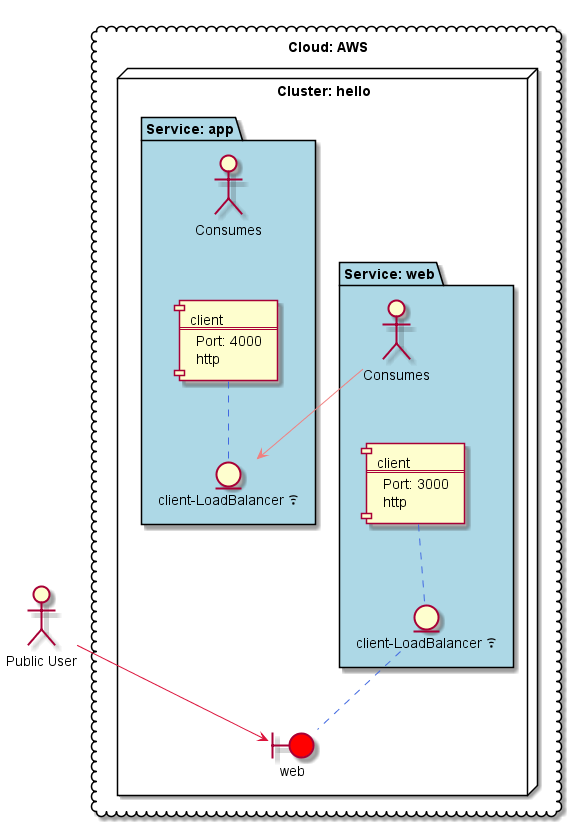 Cloud: AWS
Cluster: hello
Service: app
Consumes
client
Port: 4000
http
client-LoadBalancer
Service: web
Consumes
client
Port: 3000
http
client-LoadBalancer
Public User
web